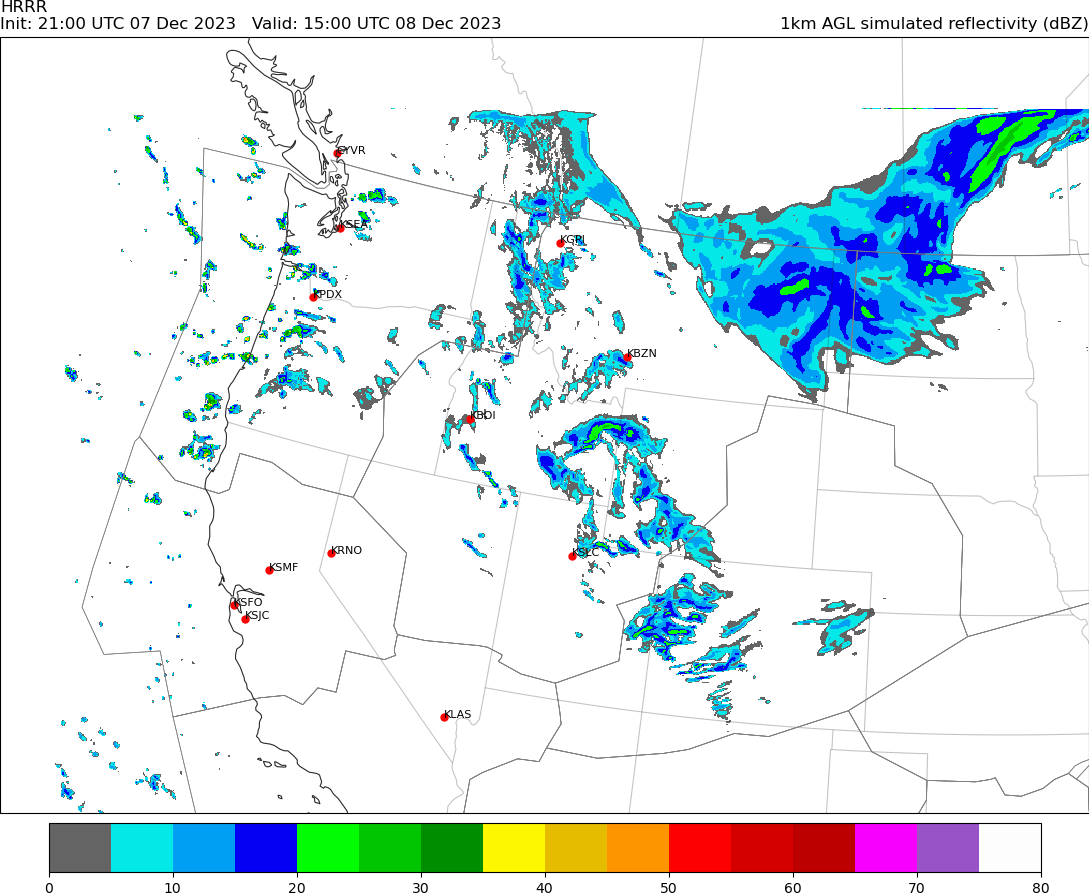 HRRR
Init: 21:00 UTC 07 Dec 2023   Valid: 15:00 UTC 08 Dec 2023   1km AGL simulated reflectivity (dBZ)
CYVR
KSEA
KGPI
KPDX
KBZN
KBOI
KSLC
KRNO
KSMF
KSFO
KSJC
KLAS
0 10 20 30 40 50 60 70 80